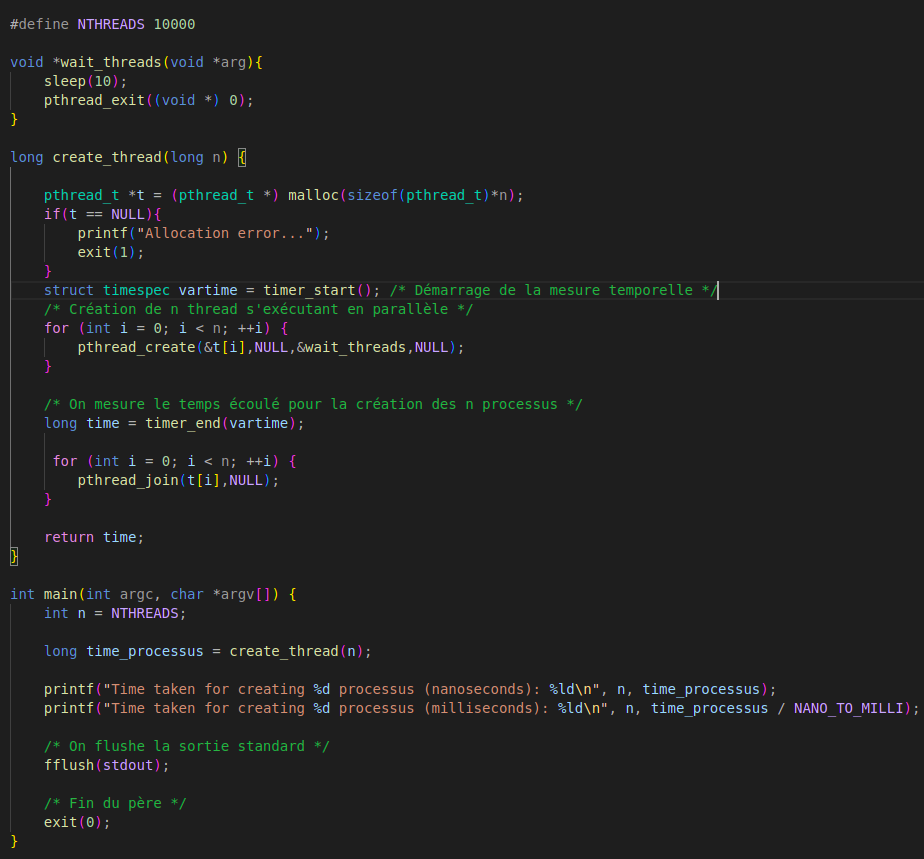 #define NTHREADS 10000
void *wait_threads(void *arg){
sleep(10);
pthread_exit((void *) 0);
}
long create_thread(long n) {
pthread_t *t = (pthread_t *) malloc(sizeof(pthread_t)*n);
if(t == NULL){
printf("Allocation error...");
exit(1);
}
struct timespec vartime = timer_start(); /* Démarrage de la mesure temporelle */
/* Création de n thread s'exécutant en parallèle */
for (int i = 0; i < n; ++i) {
pthread_create(&t[i],NULL,&wait_threads,NULL);
}
/* On mesure le temps écoulé pour la création des n processus */
long time = timer_end(vartime);
for (int i = 0; i < n; ++i) {
pthread_join(t[i],NULL);
}
return time;
}
int main(int argc, char *argv[]) {
int n = NTHREADS;
long time_processus = create_thread(n);
printf("Time taken for creating %d processus (nanoseconds): %ld\n", n, time_processus);
printf("Time taken for creating %d processus (milliseconds): %ld\n", n, time_processus / NANO_TO_MILLI);
/* On flushe la sortie standard */
fflush(stdout);
/* Fin du père */
exit(0);
}